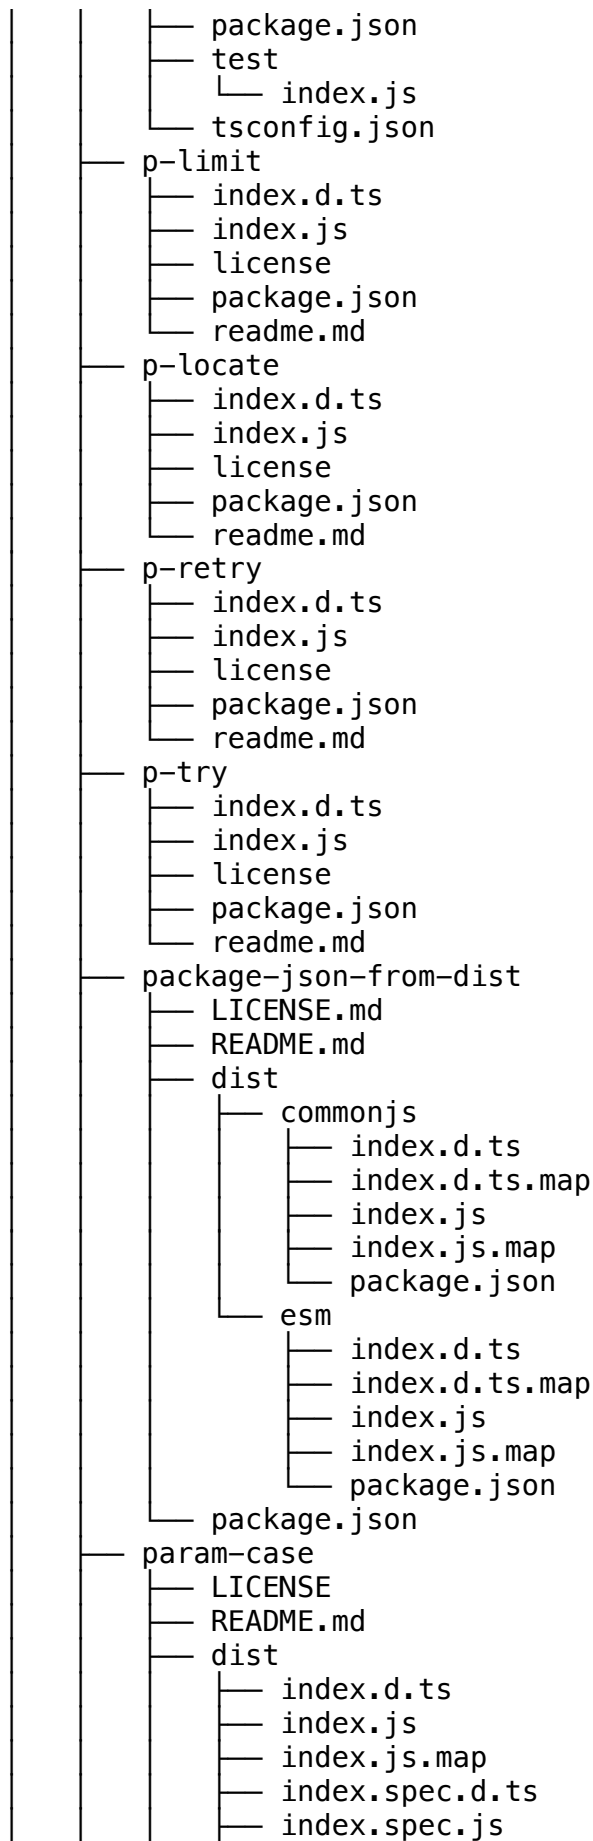 │   │   ├── package.json
│   │   ├── test
│   │   │   └── index.js
│   │   └── tsconfig.json
│   ├── p-limit
│   │   ├── index.d.ts
│   │   ├── index.js
│   │   ├── license
│   │   ├── package.json
│   │   └── readme.md
│   ├── p-locate
│   │   ├── index.d.ts
│   │   ├── index.js
│   │   ├── license
│   │   ├── package.json
│   │   └── readme.md
│   ├── p-retry
│   │   ├── index.d.ts
│   │   ├── index.js
│   │   ├── license
│   │   ├── package.json
│   │   └── readme.md
│   ├── p-try
│   │   ├── index.d.ts
│   │   ├── index.js
│   │   ├── license
│   │   ├── package.json
│   │   └── readme.md
│   ├── package-json-from-dist
│   │   ├── LICENSE.md
│   │   ├── README.md
│   │   ├── dist
│   │   │   ├── commonjs
│   │   │   │   ├── index.d.ts
│   │   │   │   ├── index.d.ts.map
│   │   │   │   ├── index.js
│   │   │   │   ├── index.js.map
│   │   │   │   └── package.json
│   │   │   └── esm
│   │   │       ├── index.d.ts
│   │   │       ├── index.d.ts.map
│   │   │       ├── index.js
│   │   │       ├── index.js.map
│   │   │       └── package.json
│   │   └── package.json
│   ├── param-case
│   │   ├── LICENSE
│   │   ├── README.md
│   │   ├── dist
│   │   │   ├── index.d.ts
│   │   │   ├── index.js
│   │   │   ├── index.js.map
│   │   │   ├── index.spec.d.ts
│   │   │   ├── index.spec.js